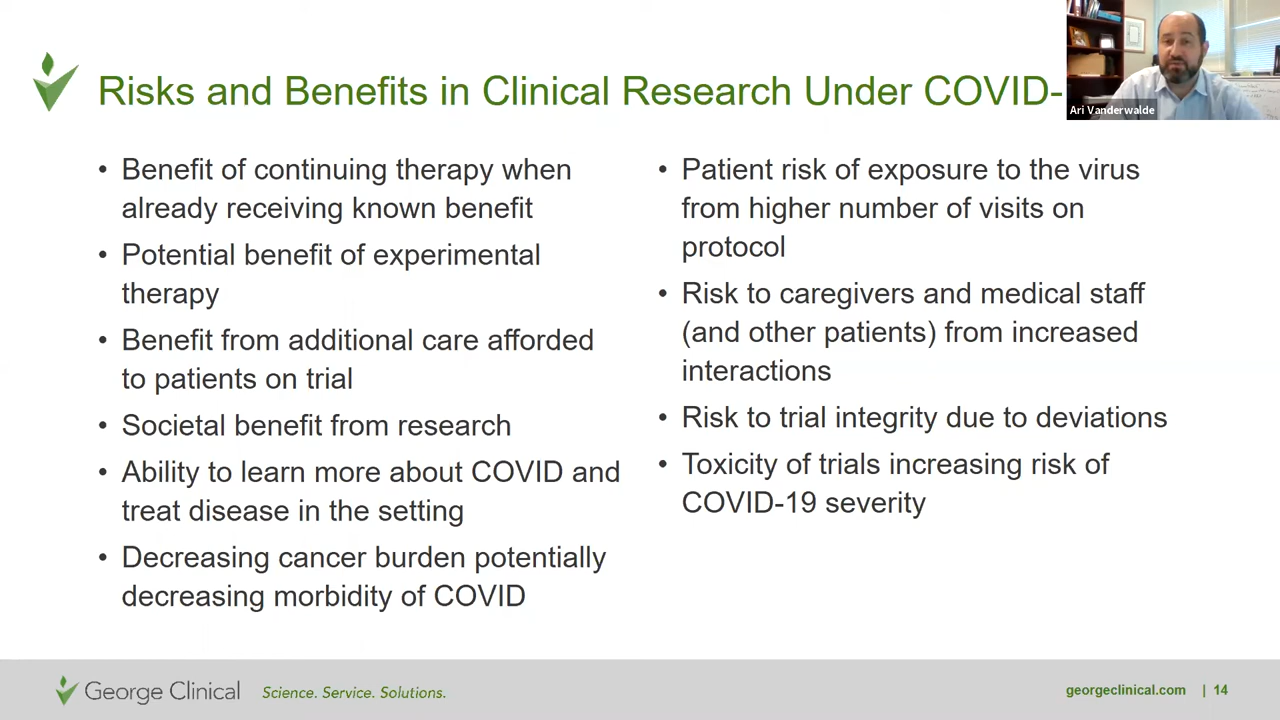 Risks and Benefits in Clinical Research Under COVID-
Ari Vanderwalde
• Benefit of continuing therapy when
already receiving known benefit
• Potential benefit of experimental
therapy
• Benefit from additional care afforded
to patients on trial
• Societal benefit from research
• Ability to learn more about COVID and
treat disease in the setting
• Decreasing cancer burden potentially
decreasing morbidity of COVID
• Patient risk of exposure to the virus
from higher number of visits on
protocol
• Risk to caregivers and medical staff
(and other patients) from increased
interactions
• Risk to trial integrity due to deviations
• Toxicity of trials increasing risk of
COVID-19 severity
George Clinical Science. Service. Solutions.
georgeclinical.com | 14